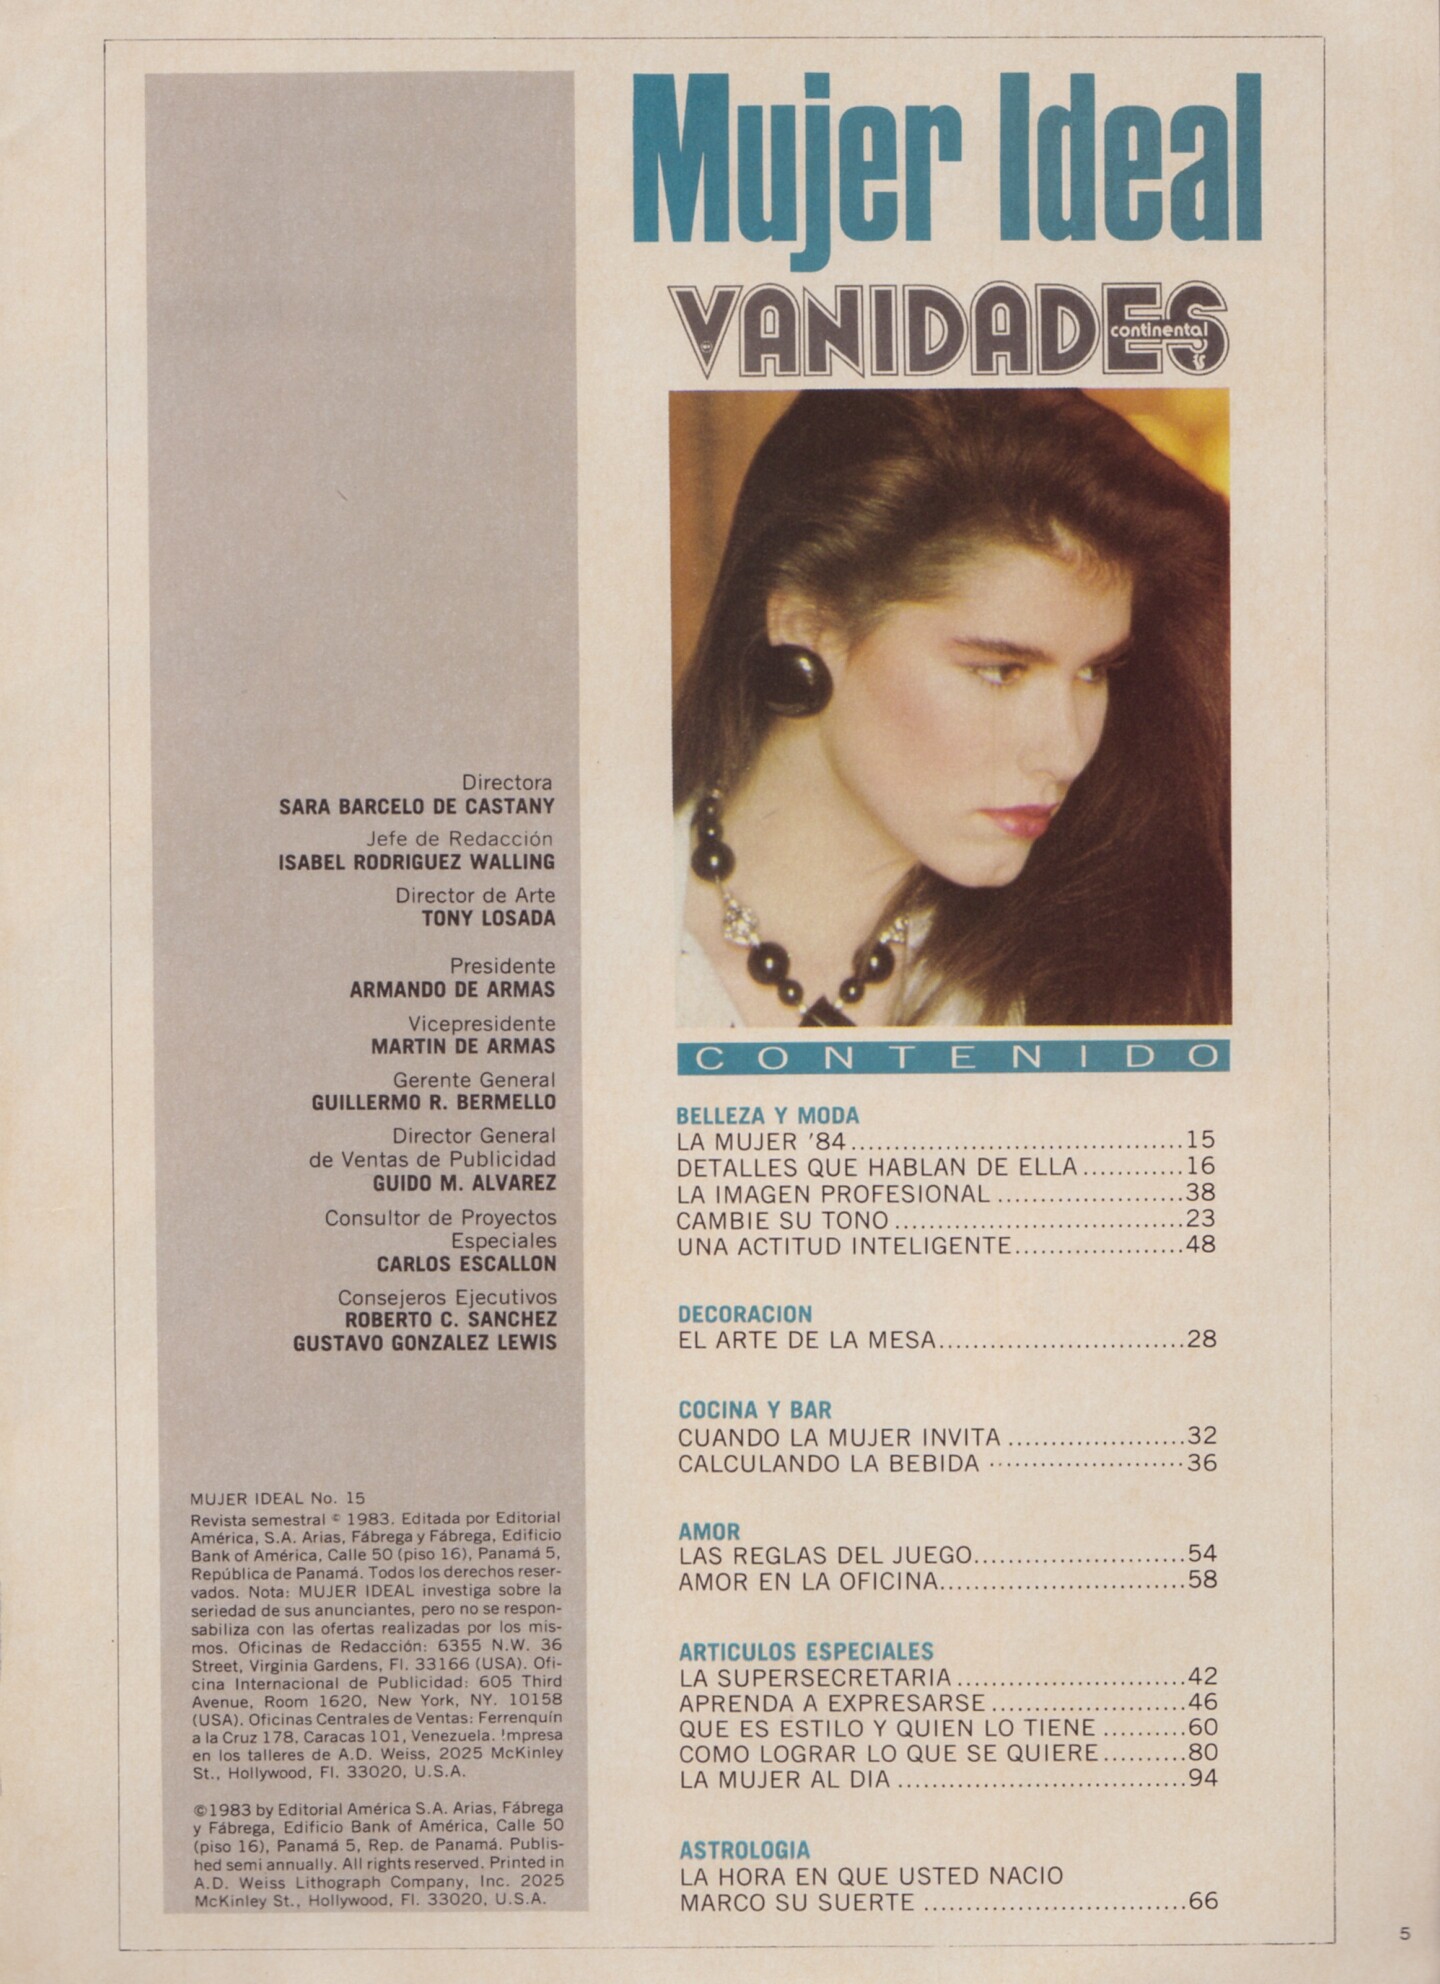 Mujer Ideal
VANIDADES
continental
Directora
SARA BARCELO DE CASTANY
Jefe de Redacción
ISABEL RODRIGUEZ WALLING
Director de Arte
TONY LOSADA
Presidente
ARMANDO DE ARMAS
Vicepresidente
MARTIN DE ARMAS
Gerente General
GUILLERMO R. BERMELLO
Director General
de Ventas de Publicidad
GUIDO M. ALVAREZ
Consultor de Proyectos
Especiales
CARLOS ESCALLON
Consejeros Ejecutivos
ROBERTO C. SANCHEZ
GUSTAVO GONZALEZ LEWIS
MUJER IDEAL No. 15
Revista semestral © 1983. Editada por Editorial
América, S.A. Arias, Fábrega y Fábrega, Edificio
Bank of América, Calle 50 (piso 16), Panamá 5,
República de Panamá. Todos los derechos reser-
vados. Nota: MUJER IDEAL investiga sobre la
seriedad de sus anunciantes, pero no se respon-
sabiliza con las ofertas realizadas por los mis-
mos. Oficinas de Redacción: 6355 N.W. 36
Street, Virginia Gardens, Fl. 33166 (USA). Ofi-
cina Internacional de Publicidad: 605 Third
Avenue, Room 1620, New York, NY. 10158
(USA). Oficinas Centrales de Ventas: Ferrenquín
a la Cruz 178, Caracas 101, Venezuela. Impresa
en los talleres de A.D. Weiss, 2025 McKinley
St., Hollywood, Fl. 33020, U.S.A.
©1983 by Editorial América S.A. Arias, Fábrega
y Fábrega, Edificio Bank of América, Calle 50
(piso 16), Panamá 5, Rep. de Panamá. Publis-
hed semi annually. All rights reserved. Printed in
A.D. Weiss Lithograph Company, Inc. 2025
McKinley St., Hollywood, Fl. 33020, U.S.A.
CONTENIDO
BELLEZA Y MODA
LA MUJER '84.......................................15
DETALLES QUE HABLAN DE ELLA............16
LA IMAGEN PROFESIONAL......................38
CAMBIE SU TONO..................................23
UNA ACTITUD INTELIGENTE....................48
DECORACION
EL ARTE DE LA MESA.............................28
COCINA Y BAR
CUANDO LA MUJER INVITA.....................32
CALCULANDO LA BEBIDA.......................36
AMOR
LAS REGLAS DEL JUEGO.........................54
AMOR EN LA OFICINA.............................58
ARTICULOS ESPECIALES
LA SUPERSECRETARIA...........................42
APRENDA A EXPRESARSE.......................46
QUE ES ESTILO Y QUIEN LO TIENE..........60
COMO LOGRAR LO QUE SE QUIERE..........80
LA MUJER AL DIA..................................94
ASTROLOGIA
LA HORA EN QUE USTED NACIO
MARCO SU SUERTE...............................66
5